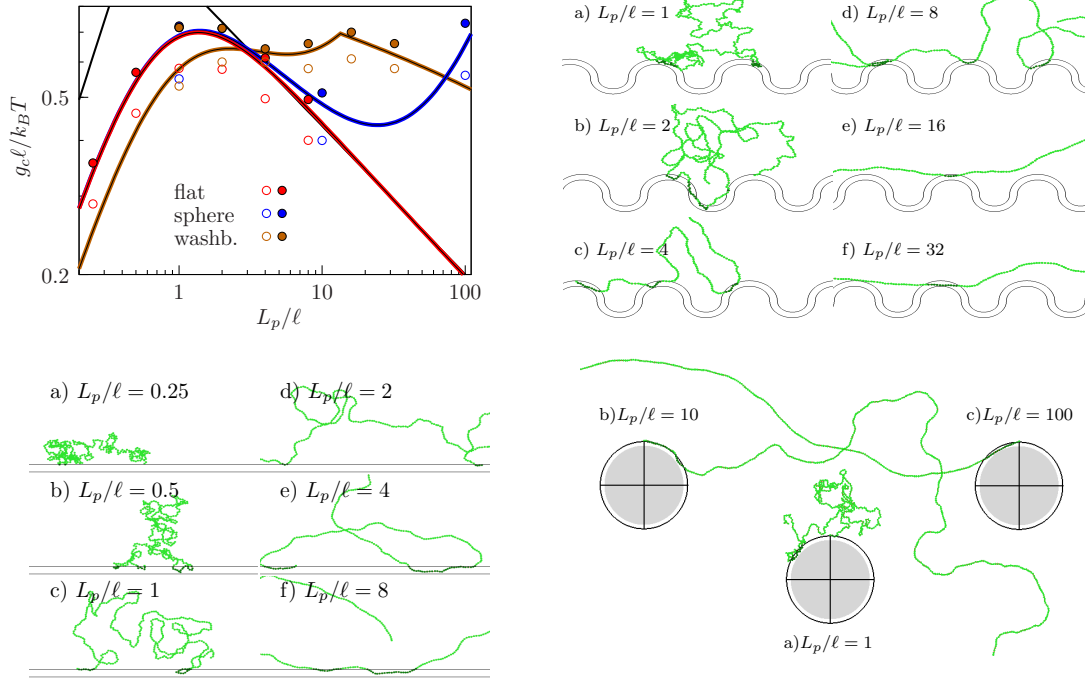 g_cℓ/k_BT
0.5
0.2
flat
sphere
washb.
1
10
100
L_p/ℓ
a) L_p/ℓ = 1
d) L_p/ℓ = 8
b) L_p/ℓ = 2
e) L_p/ℓ = 16
c) L_p/ℓ = 4
f) L_p/ℓ = 32
a) L_p/ℓ = 0.25
d) L_p/ℓ = 2
b) L_p/ℓ = 0.5
e) L_p/ℓ = 4
c) L_p/ℓ = 1
f) L_p/ℓ = 8
b)L_p/ℓ = 10
c)L_p/ℓ = 100
a)L_p/ℓ = 1